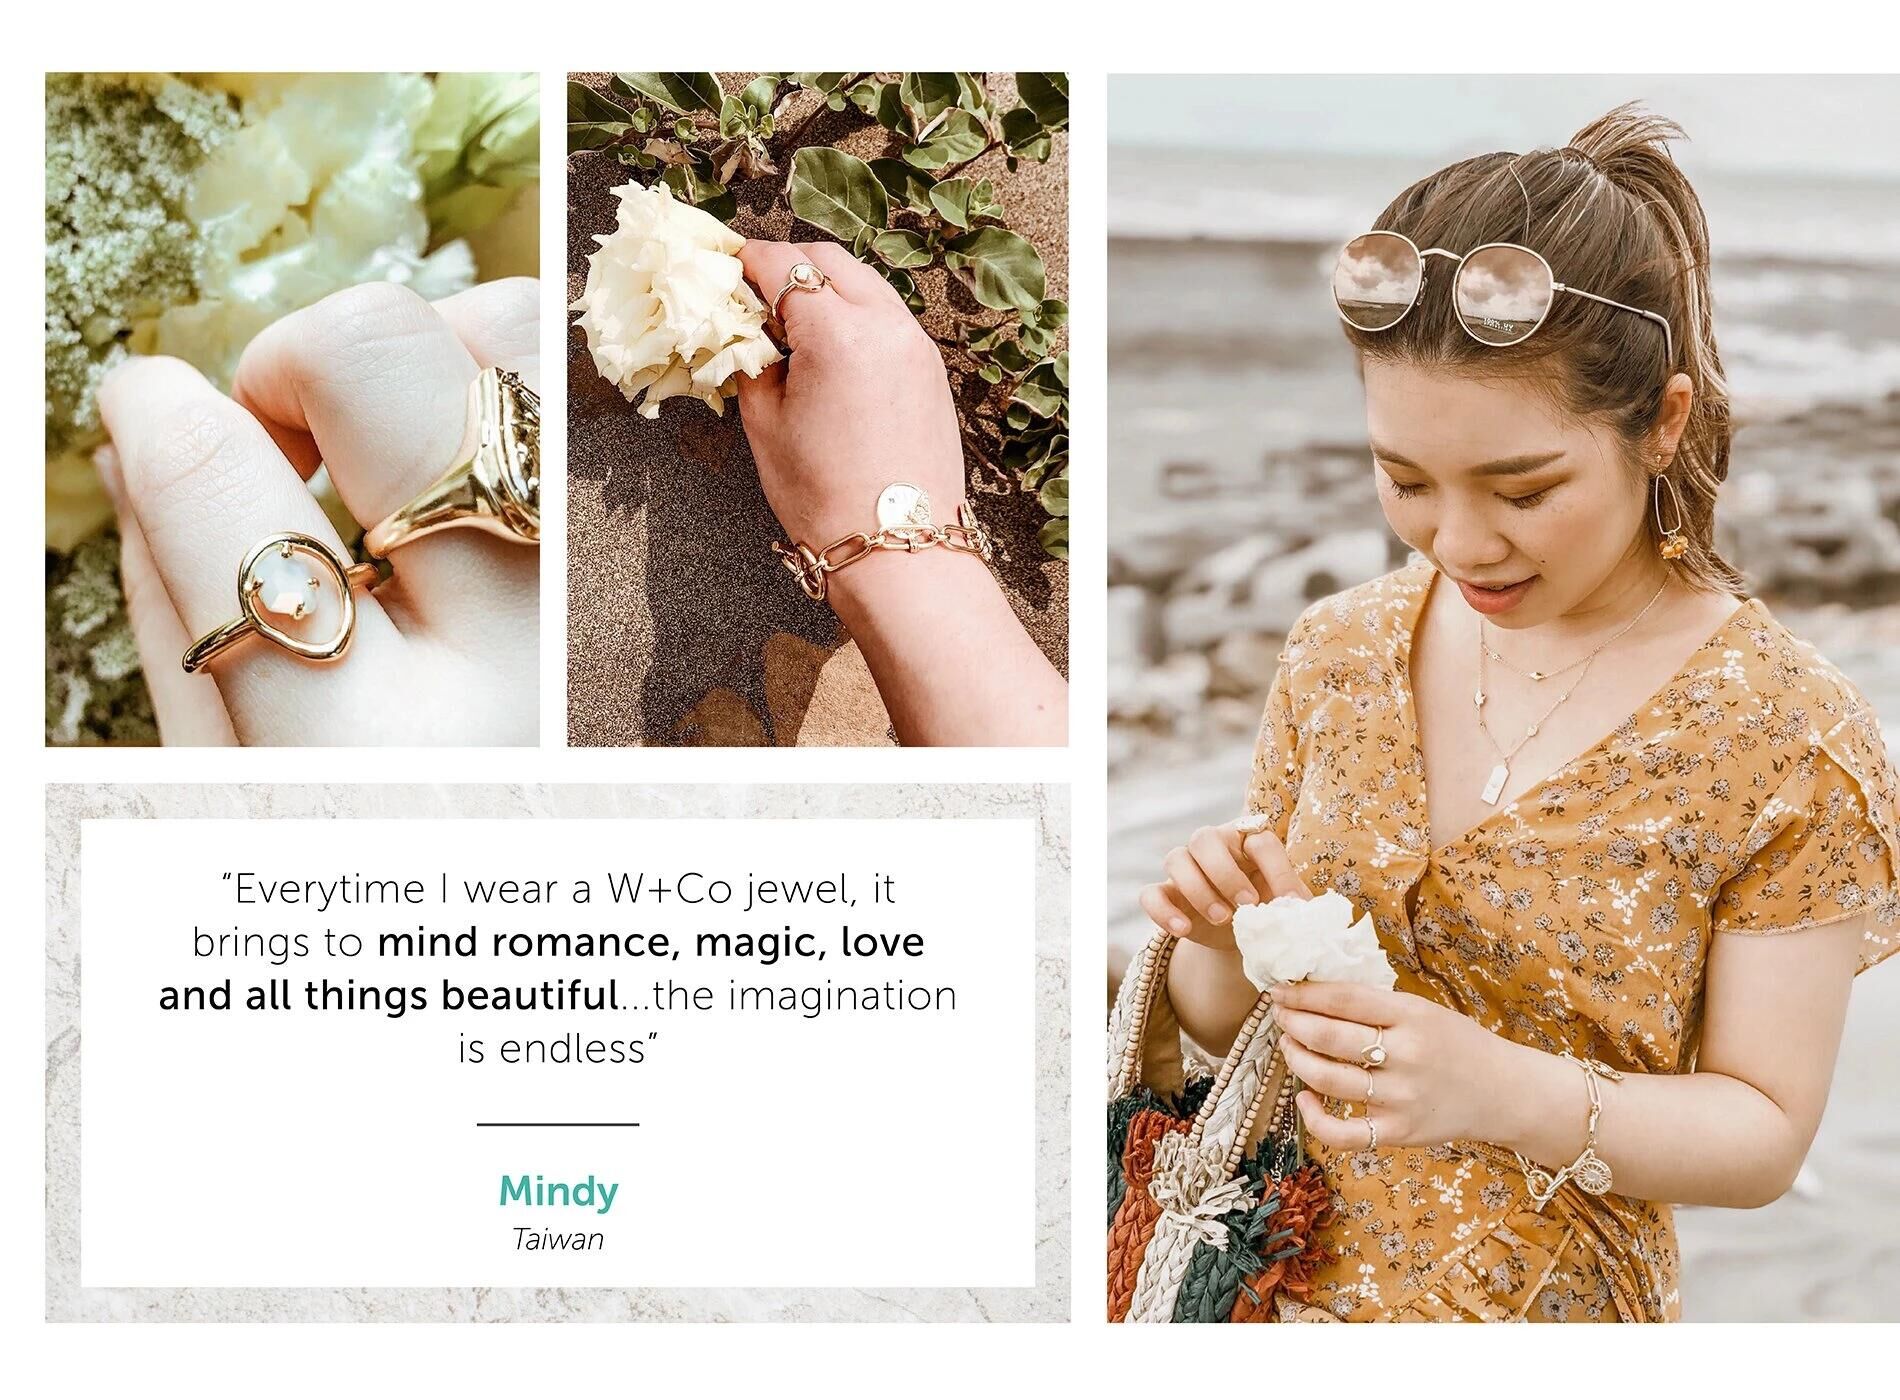 “Everytime I wear a W+Co jewel, it
brings to mind romance, magic, love
and all things beautiful...the imagination
is endless”
Mindy
Taiwan